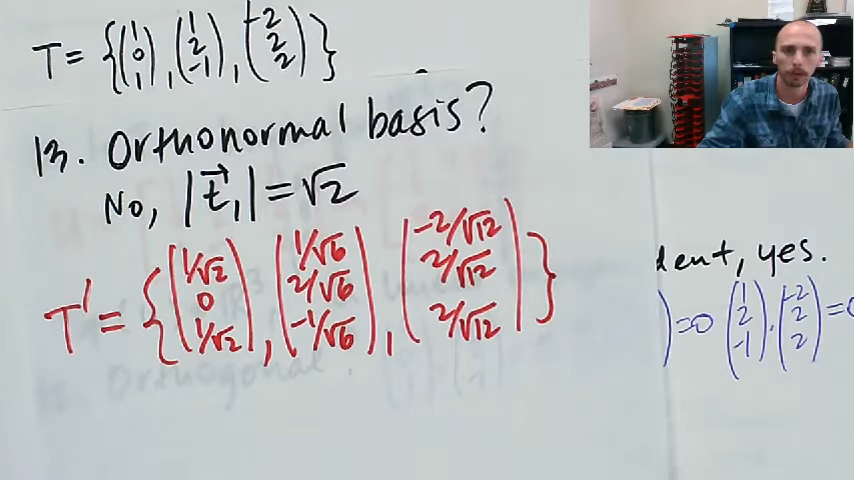 T = {(1 0 1), (1 2 -1), (-2 2 2)}
13. Orthonormal basis?
No, |t⃗₁| = √2
T' = {(1/√2 0 1/√2), (1/√6 2/√6 -1/√6), (-2/√12 2/√12 2/√12)}
dent, yes.
) = 0 (1 2 -1) · (-2 2 2) = 0